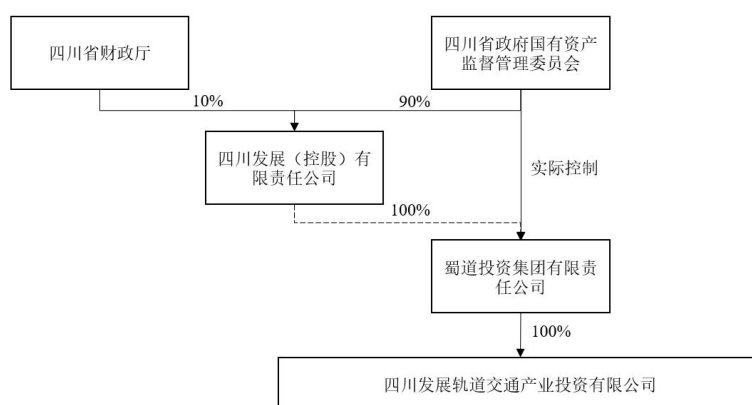 四川省财政厅
四川省政府国有资产
监督管理委员会
10%
90%
四川发展（控股）有
限责任公司
实际控制
100%
蜀道投资集团有限责
任公司
100%
四川发展轨道交通产业投资有限公司